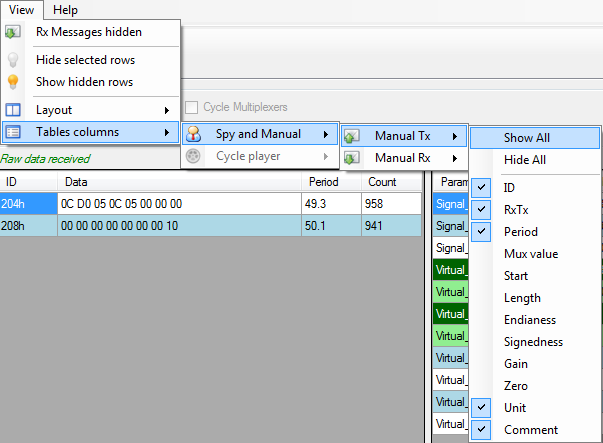 View Help
Rx Messages hidden
Hide selected rows
Show hidden rows
Layout
Cycle Multiplexers
Tables columns
Spy and Manual
Manual Tx
Show All
Raw data received
Cycle player
Manual Rx
Hide All
ID Data Period Count
Param
ID
204h 0C D0 05 0C 05 00 00 00 49.3 958
Signal_
RxTx
208h 00 00 00 00 00 00 00 10 50.1 941
Signal_
Period
Signal_
Mux value
Virtual_
Start
Virtual_
Length
Virtual_
Endianess
Virtual_
Signedness
Virtual_
Gain
Virtual_
Zero
Virtual_
Unit
Virtual_
Comment